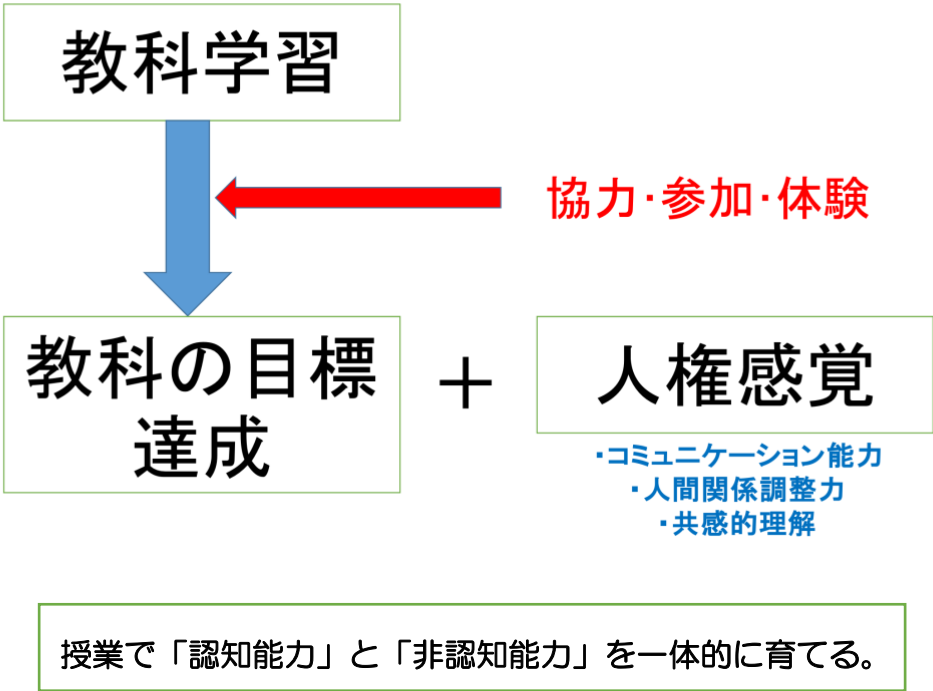 教科学習
協力・参加・体験
教科の目標
達成
＋
人権感覚
・コミュニケーション能力
・人間関係調整力
・共感的理解
授業で「認知能力」と「非認知能力」を一体的に育てる。